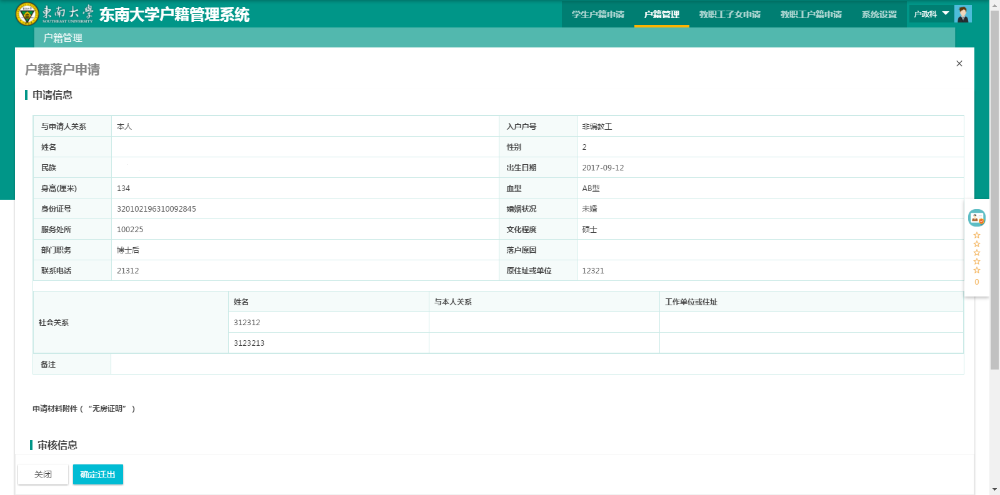 東南大學 东南大学户籍管理系统 学生户籍申请 户籍管理 教职工子女申请 教职工户籍申请 系统设置 户政科
SOUTHEAST UNIVERSITY
户籍管理
户籍落户申请
申请信息
与申请人关系 本人 入户户号 非编教工
姓名 性别 2
民族 出生日期 2017-09-12
身高(厘米) 134 血型 AB型
身份证号 320102196310092845 婚姻状况 未婚
服务处所 100225 文化程度 硕士
部门职务 博士后 落户原因
联系电话 21312 原住址或单位 12321
0
社会关系 姓名 与本人关系 工作单位或住址
312312
3123213
备注
申请材料附件（ “无房证明” ）
审核信息
关闭 确定迁出